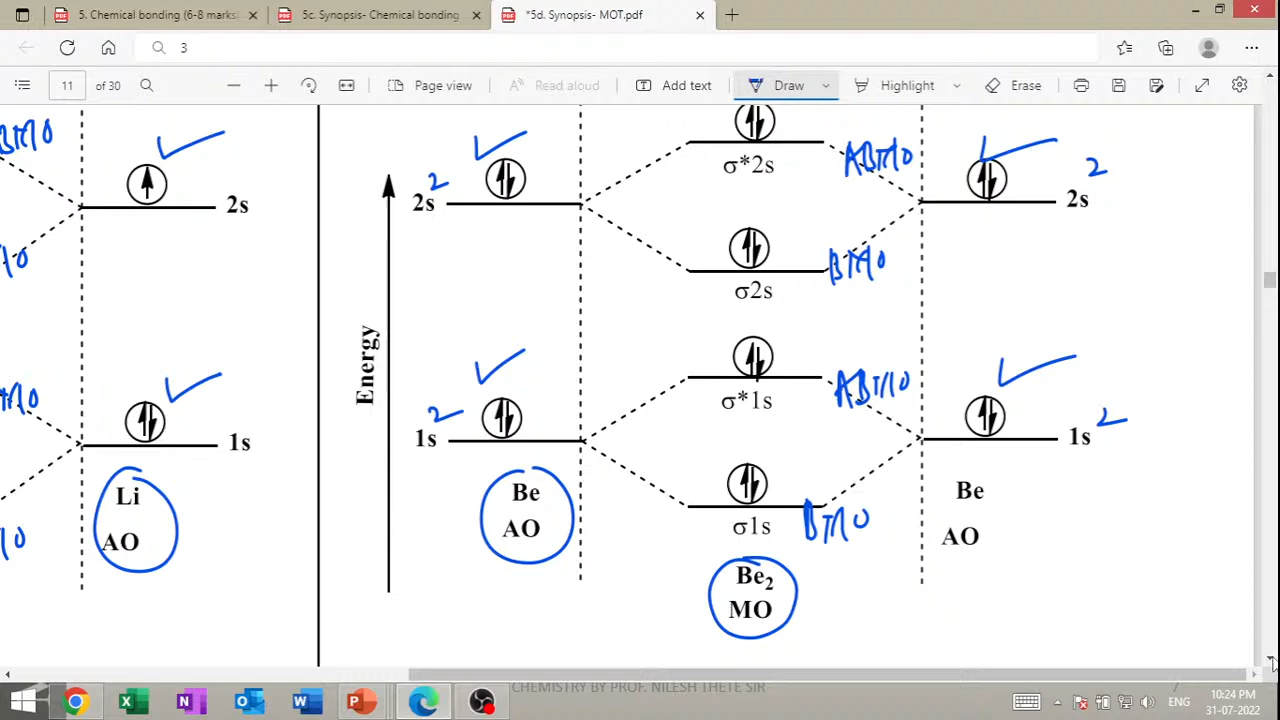 5. Chemical bonding (6-8 marks
5c. Synopsis- Chemical bonding
*5d. Synopsis- MOT.pdf
3
11 of 30
Page view
Read aloud
Add text
Draw
Highlight
Erase
BMO
2s
2s 2
σ*2s
ABMO
2s 2
σ2s
BMO
Energy
σ*1s
ABMO
1s
1s 2
1s 2
σ1s
BMO
Li
AO
Be
AO
Be₂
MO
Be
AO
CHEMISTRY BY PROF. NILESH THETE SIR
ENG
10:24 PM
31-07-2022